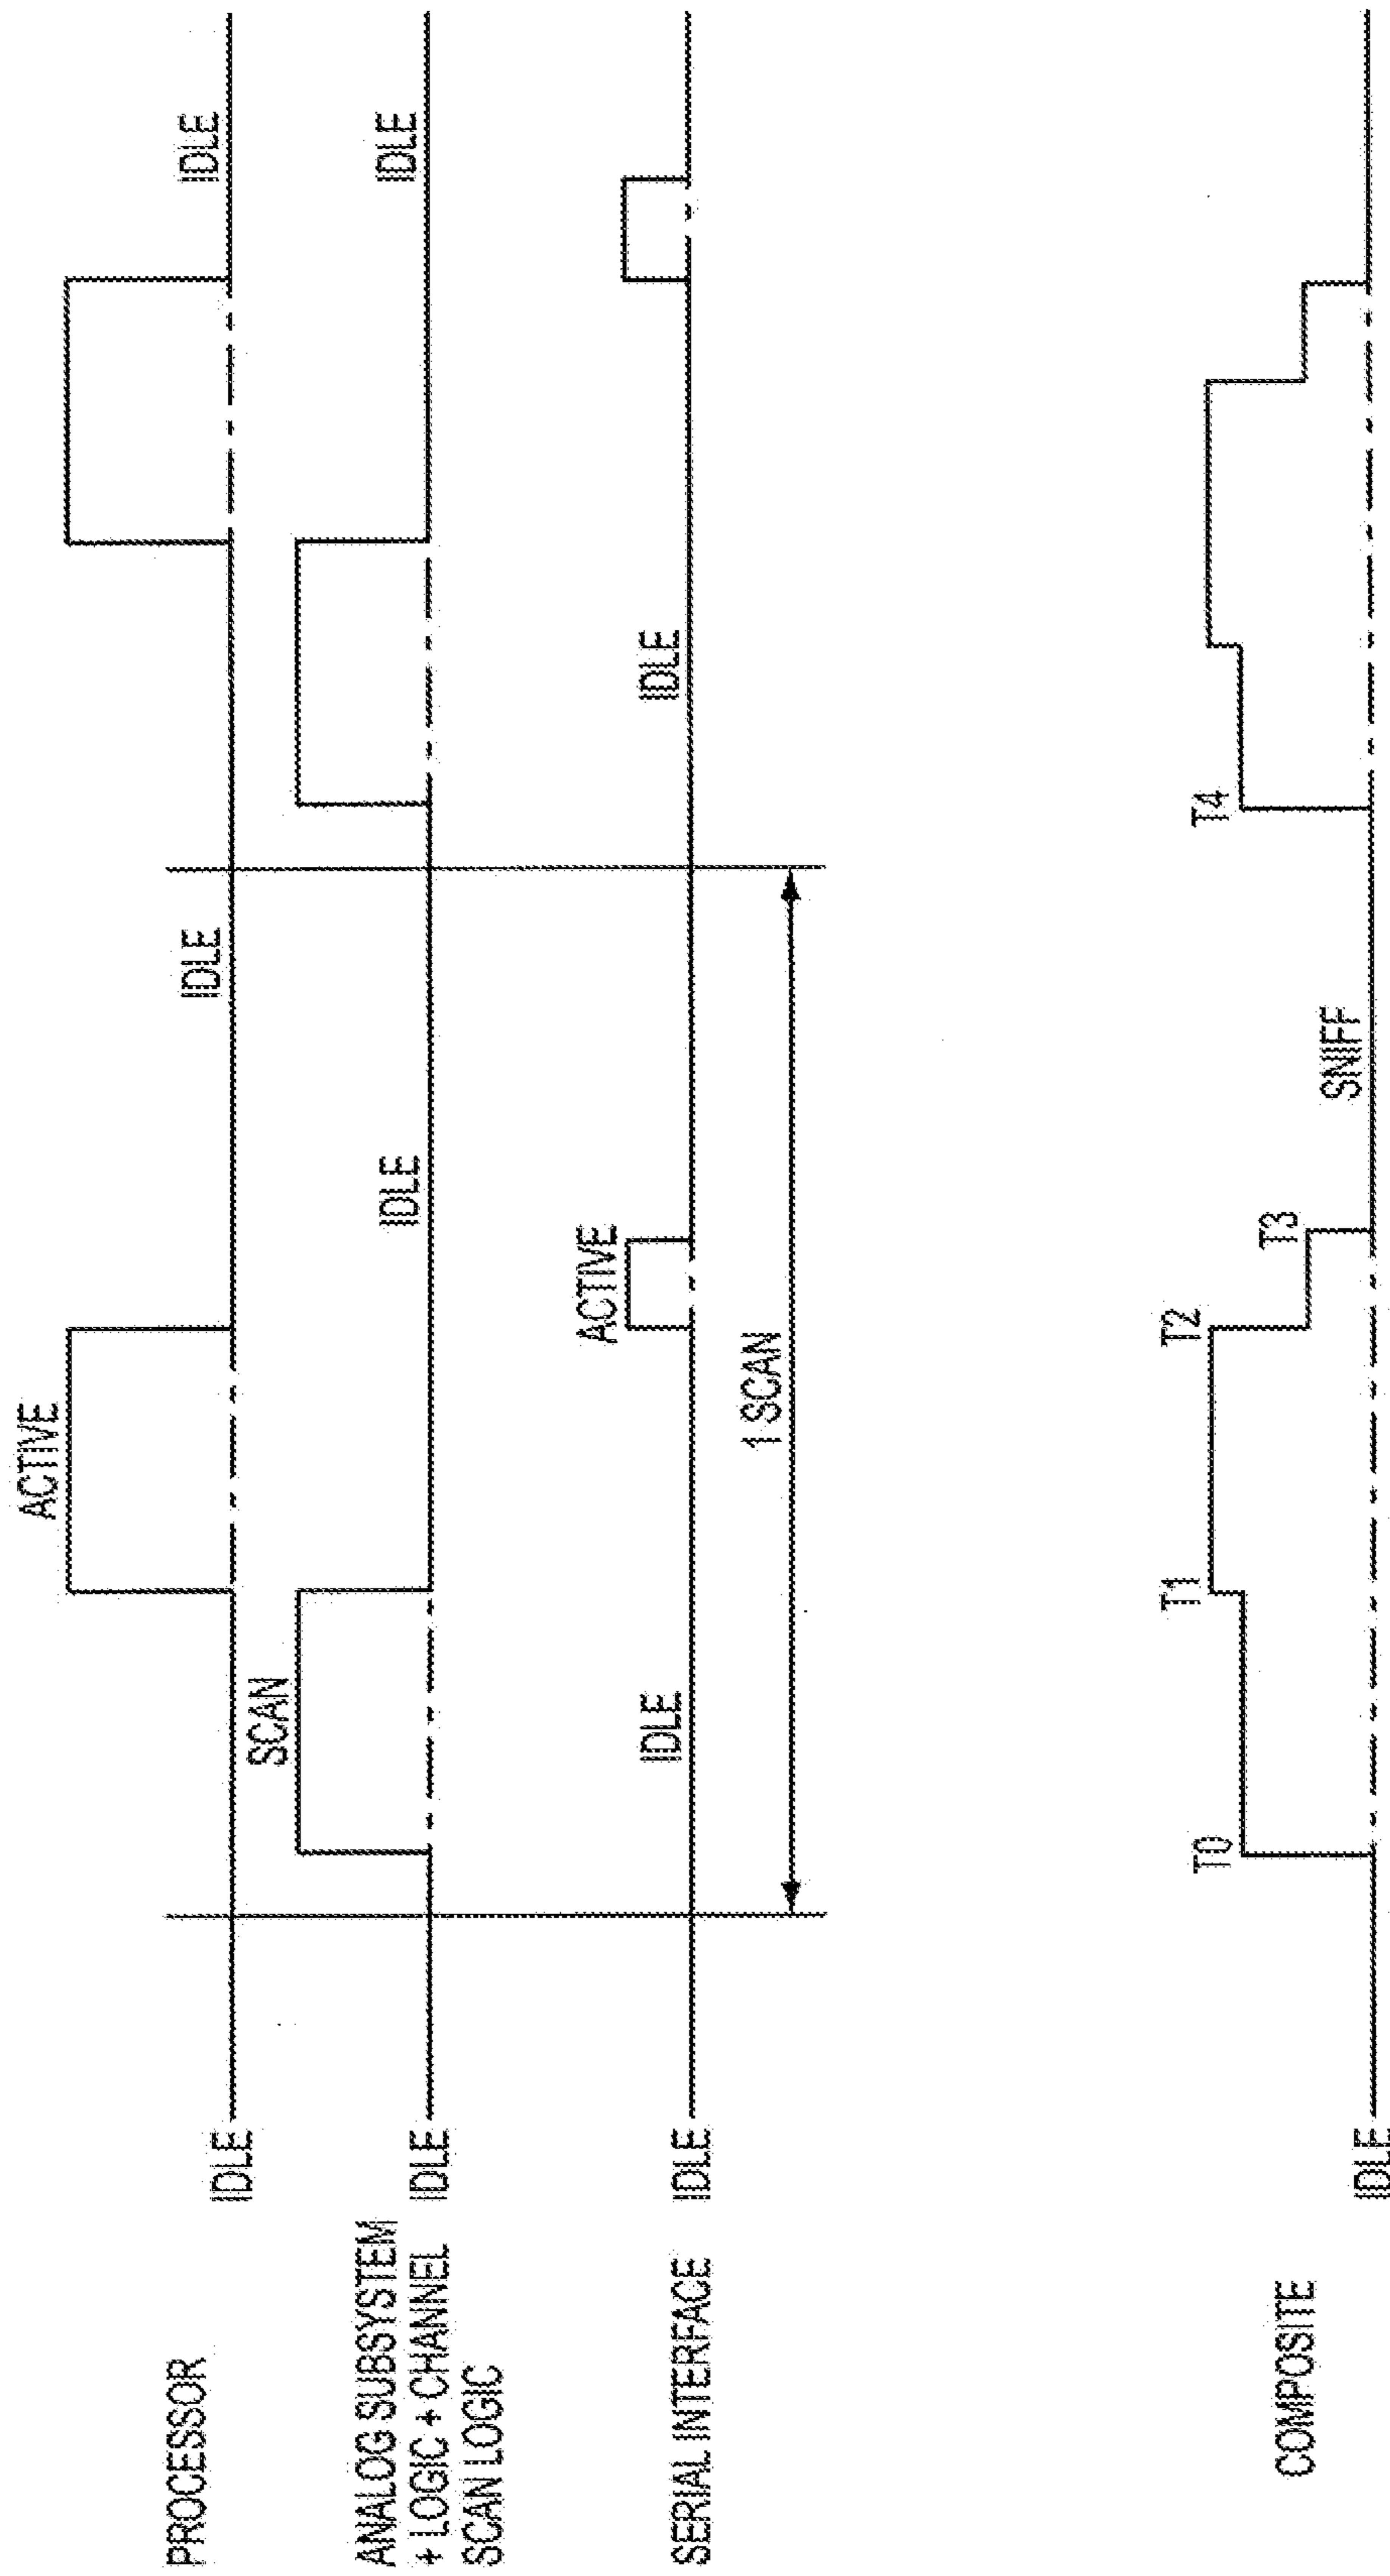 ACTIVE
PROCESSOR
IDLE
IDLE
IDLE
SCAN
ANALOG SUBSYSTEM
+ LOGIC + CHANNEL
SCAN LOGIC
IDLE
IDLE
IDLE
ACTIVE
SERIAL INTERFACE
IDLE
IDLE
IDLE
1 SCAN
T0
T1
T2
T3
T4
COMPOSITE
IDLE
SNIFF